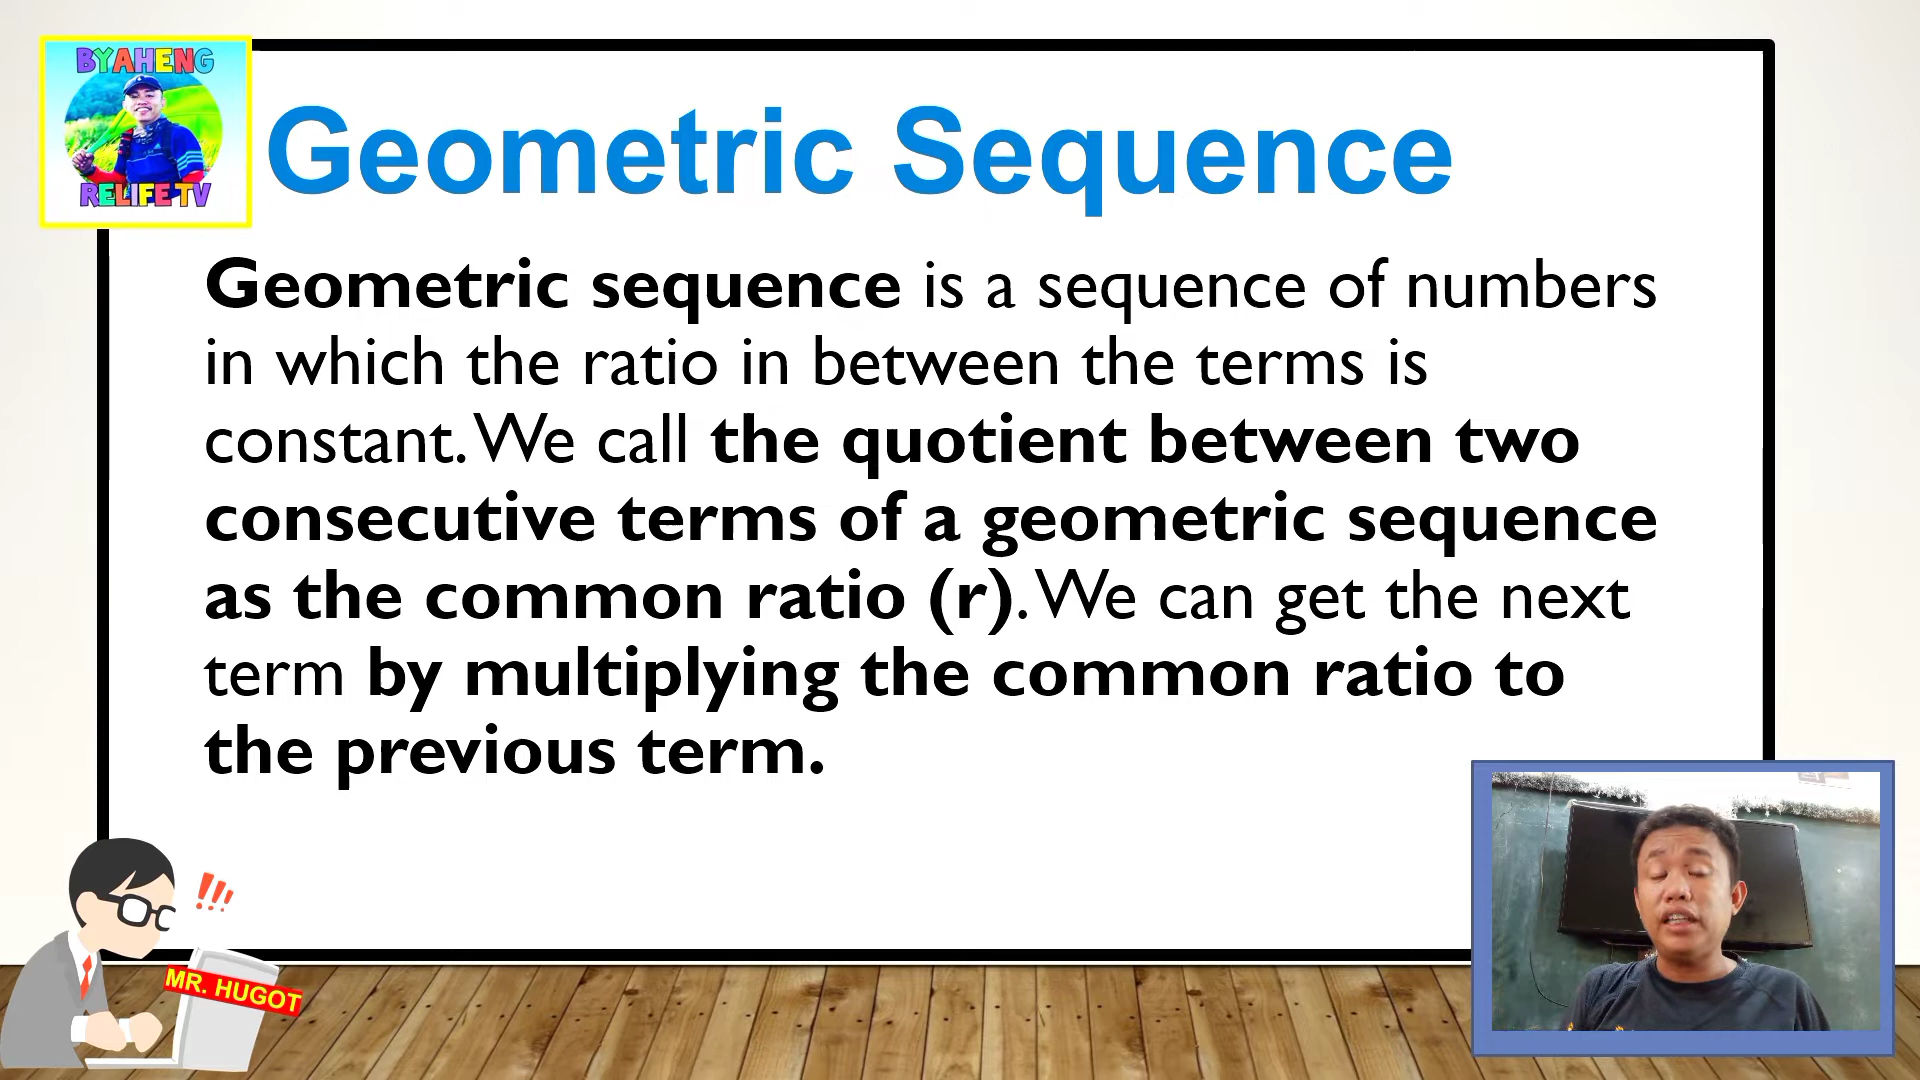 BYAHENG
RELIFE TV
Geometric Sequence
Geometric sequence is a sequence of numbers
in which the ratio in between the terms is
constant. We call the quotient between two
consecutive terms of a geometric sequence
as the common ratio (r). We can get the next
term by multiplying the common ratio to
the previous term.
!!!
MR. HUGOT